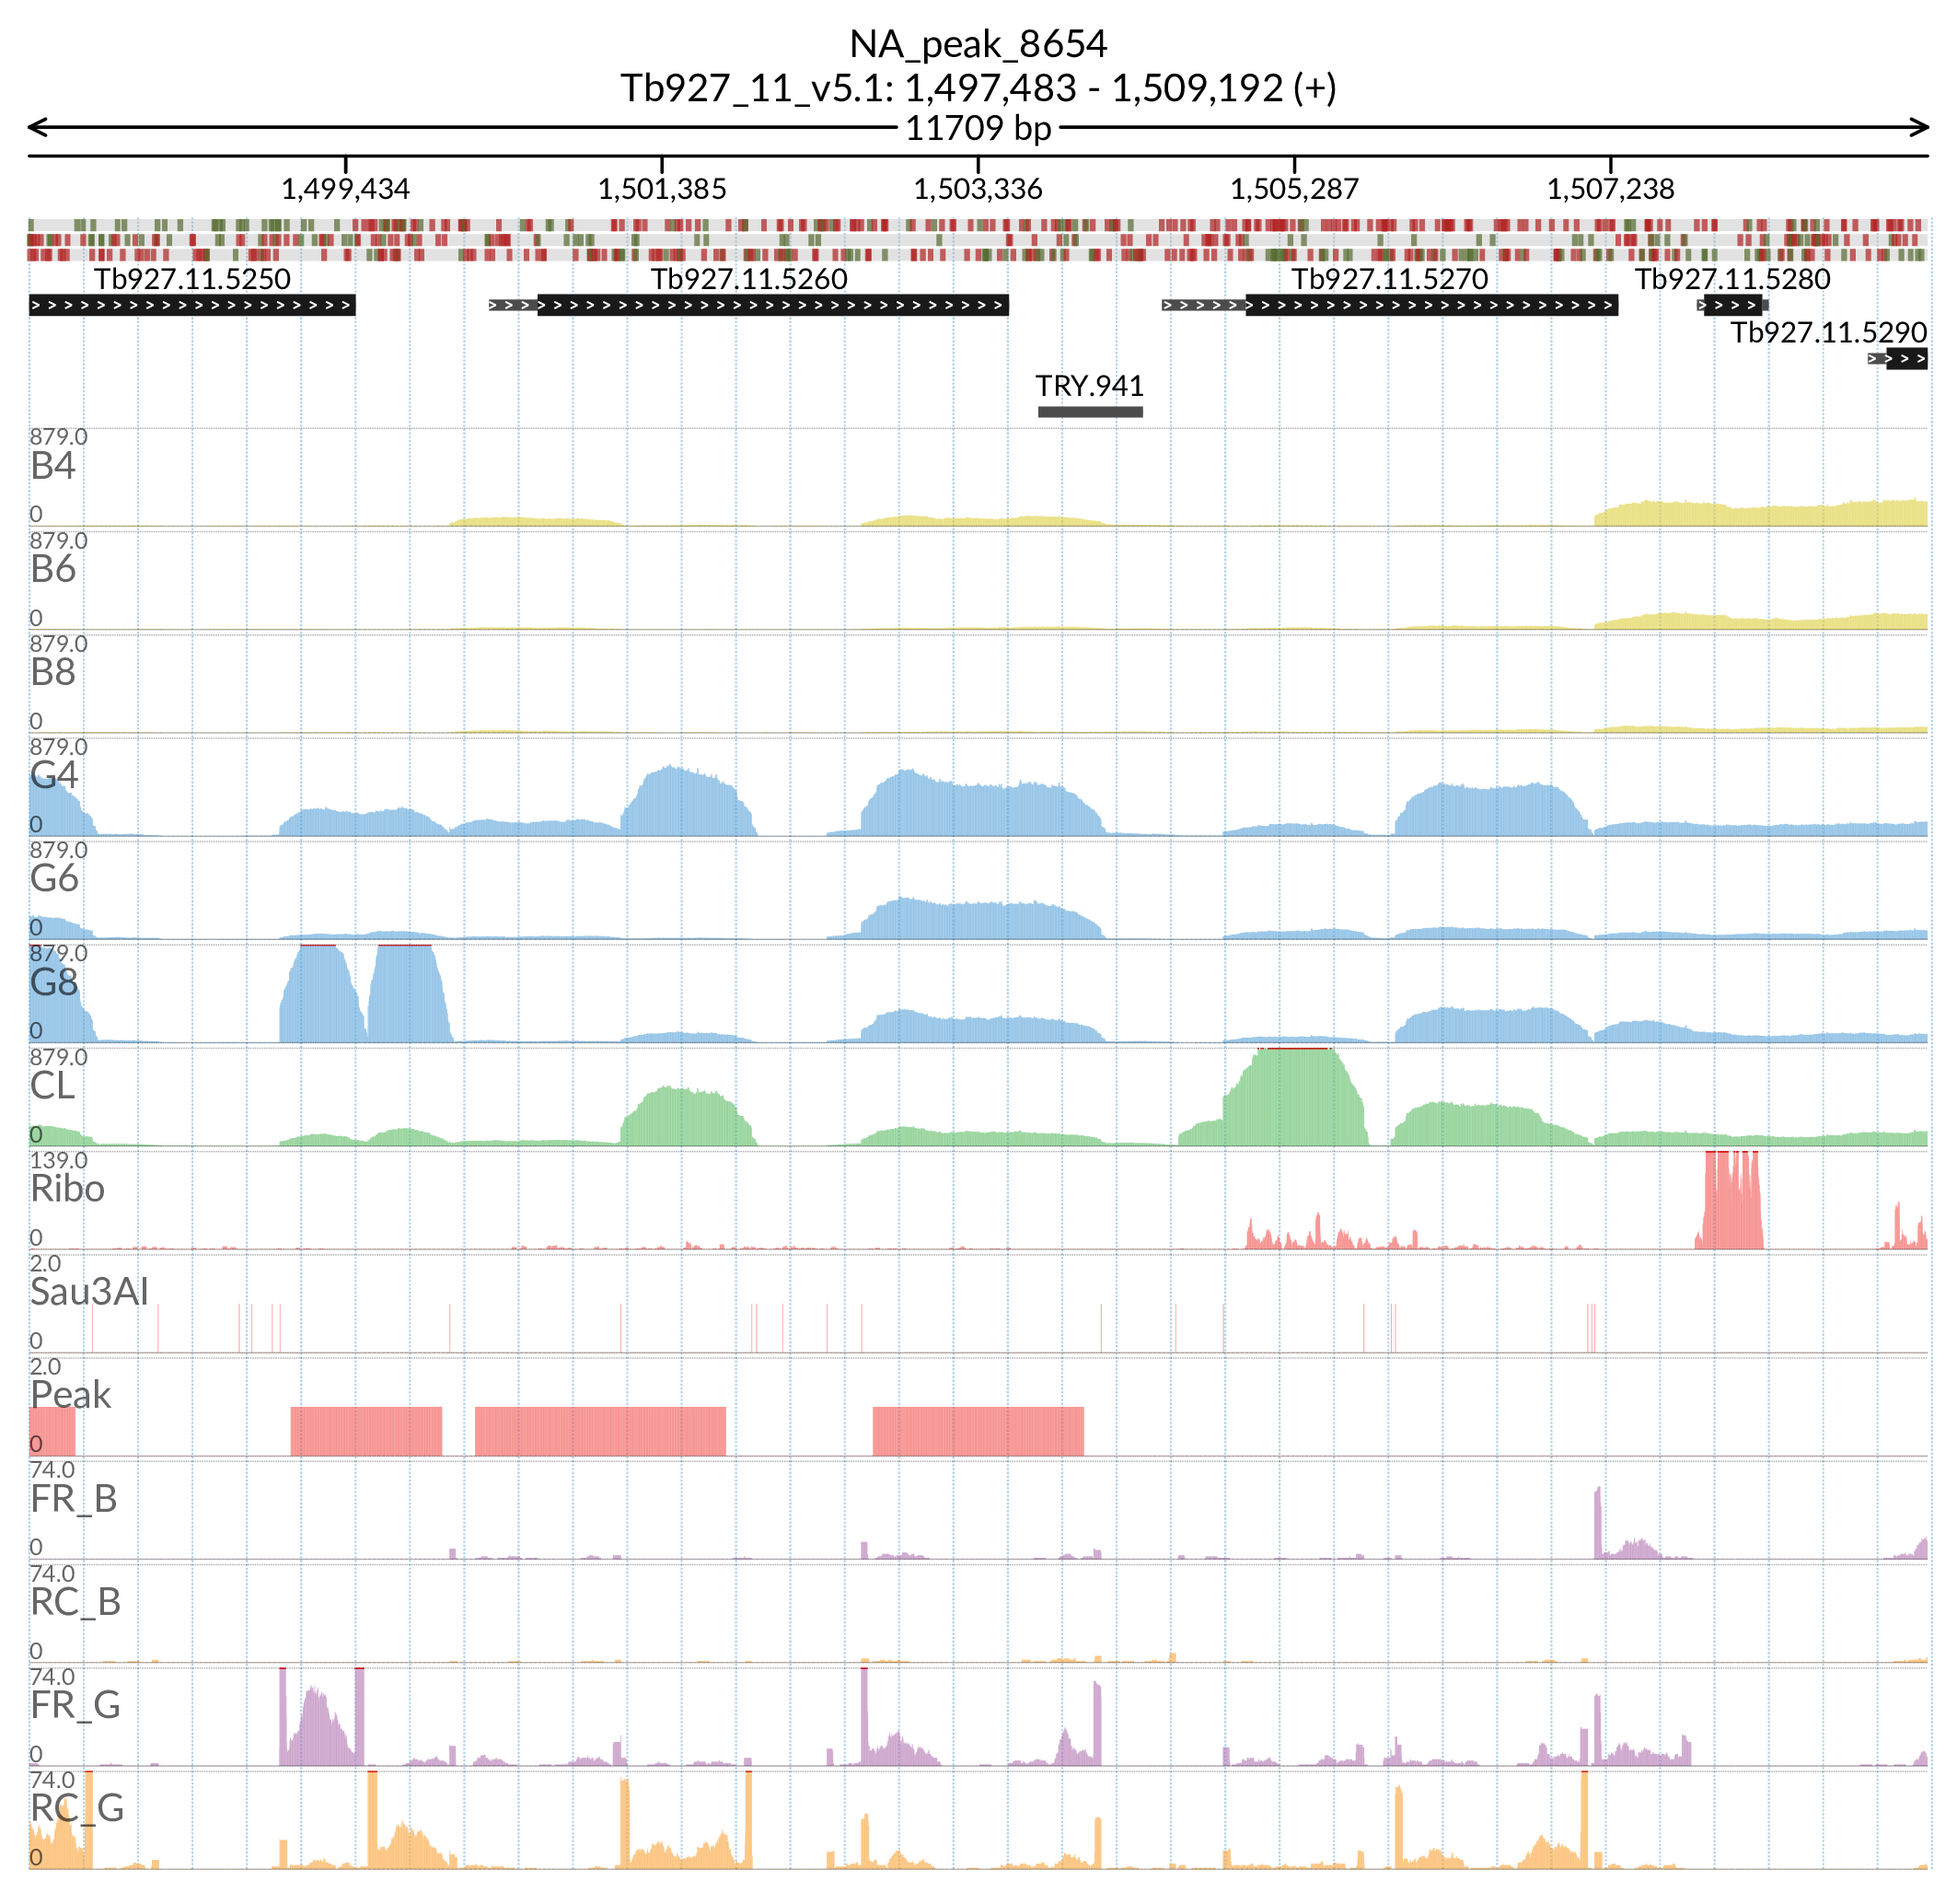 NA_peak_8654
Tb927_11_v5.1: 1,497,483 - 1,509,192 (+)
11709 bp
1,499,434 1,501,385 1,503,336 1,505,287 1,507,238
Tb927.11.5250 Tb927.11.5260 Tb927.11.5270 Tb927.11.5280
Tb927.11.5290
TRY.941
879.0
B4
0
879.0
B6
0
879.0
B8
0
879.0
G4
0
879.0
G6
0
879.0
G8
0
879.0
CL
0
139.0
Ribo
0
2.0
Sau3AI
0
2.0
Peak
0
74.0
FR_B
0
74.0
RC_B
0
74.0
FR_G
0
74.0
RC_G
0